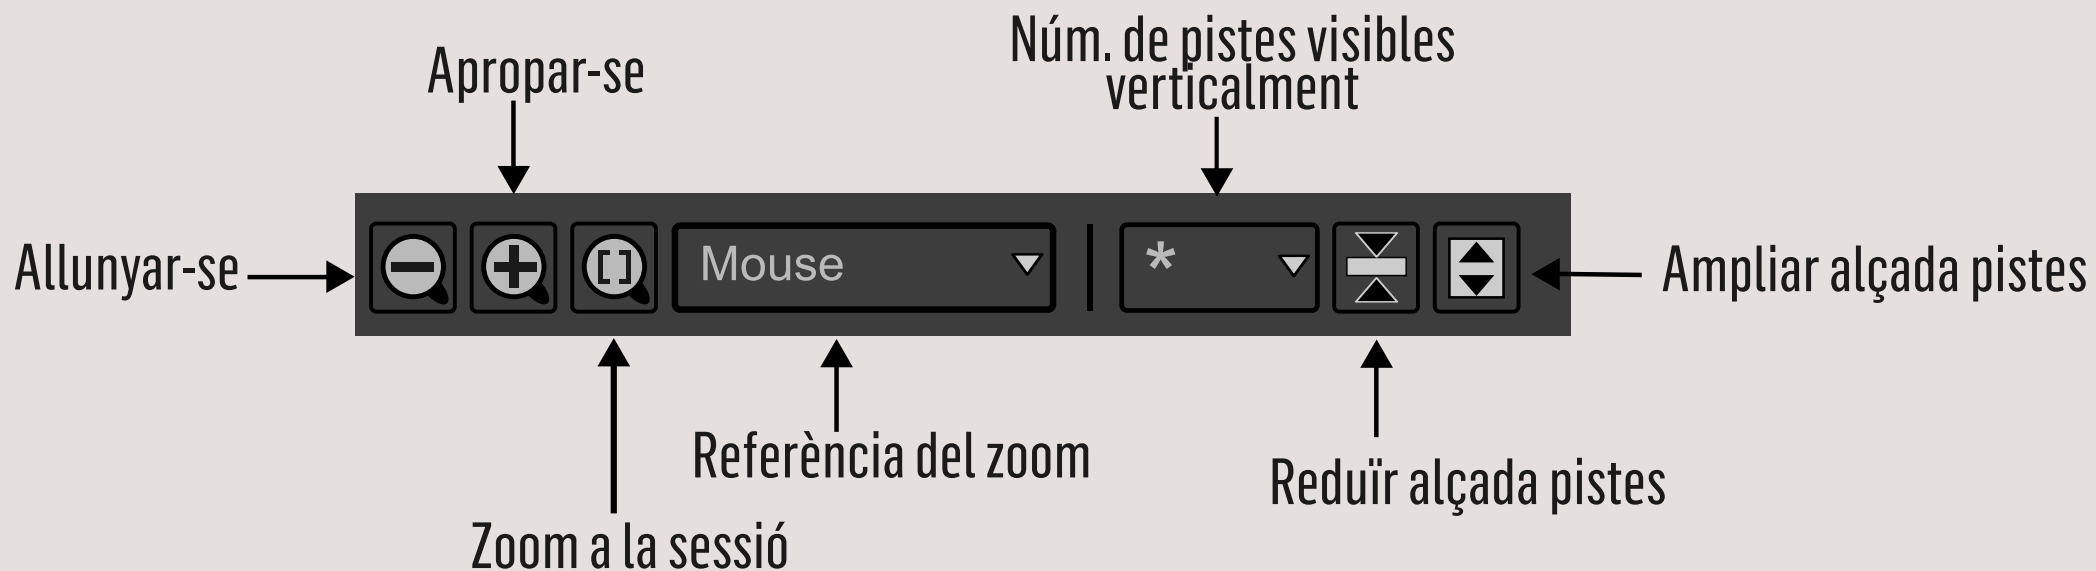 Núm. de pistes visibles
verticalment
Apropar-se
Allunyar-se
Mouse
*
Ampliar alçada pistes
Referència del zoom
Reduïr alçada pistes
Zoom a la sessió